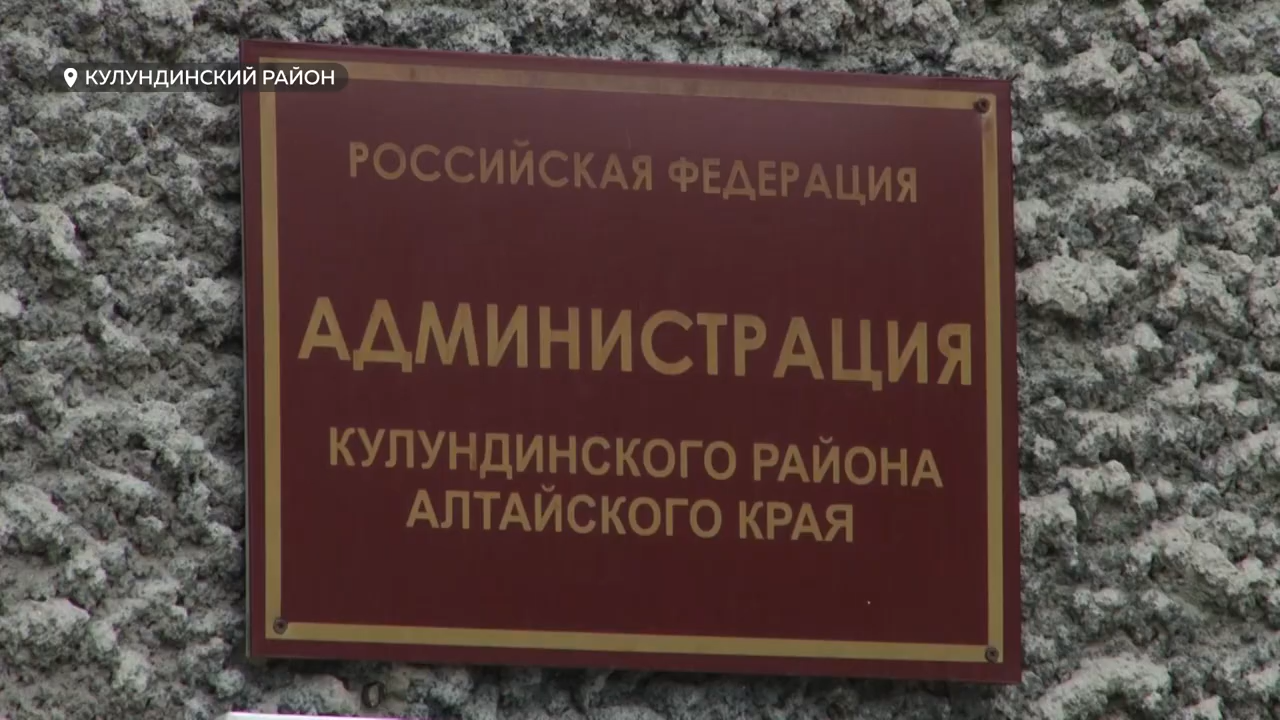 КУЛУНДИНСКИЙ РАЙОН
РОССИЙСКАЯ ФЕДЕРАЦИЯ
АДМИНИСТРАЦИЯ
КУЛУНДИНСКОГО РАЙОНА
АЛТАЙСКОГО КРАЯ